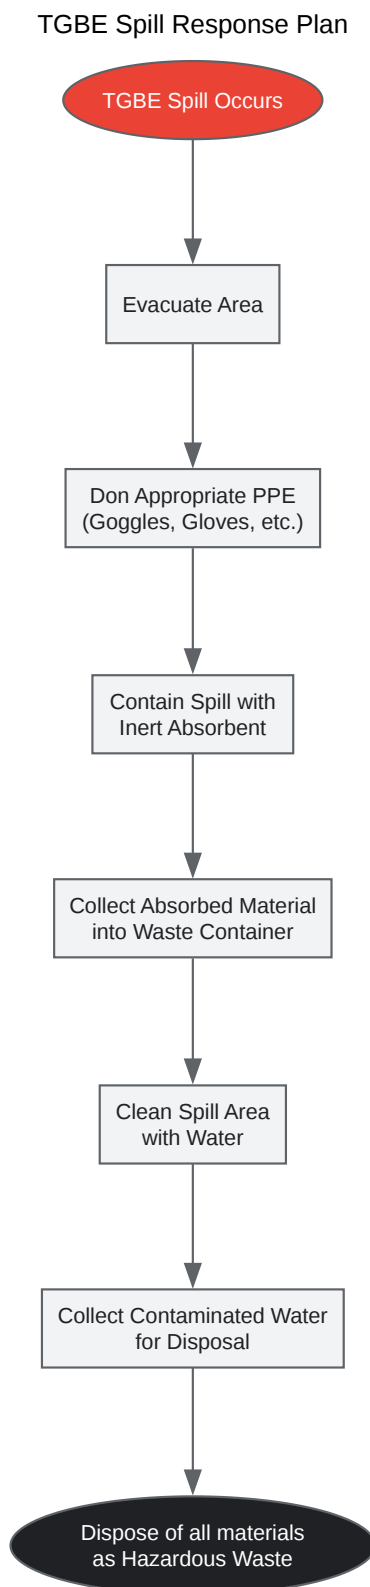 TGBE Spill Response Plan
TGBE Spill Occurs
Evacuate Area
Don Appropriate PPE
(Goggles, Gloves, etc.)
Contain Spill with
Inert Absorbent
Collect Absorbed Material
into Waste Container
Clean Spill Area
with Water
Collect Contaminated Water
for Disposal
Dispose of all materials
as Hazardous Waste